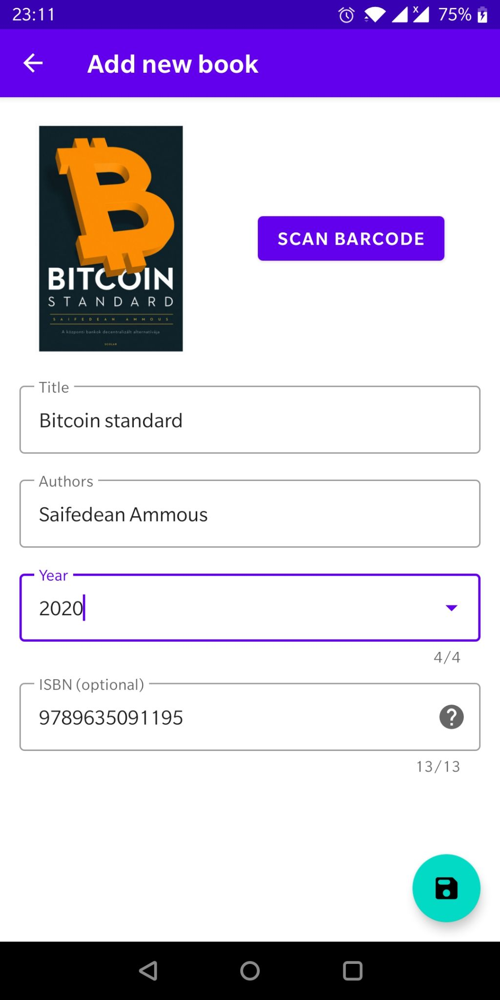 23:11
x
75%
Add new book
BITCOIN
STANDARD
SAIFEDEAN AMMOUS
A központi bankok decentralizált alternatívája
SCOLAR
SCAN BARCODE
Title
Bitcoin standard
Authors
Saifedean Ammous
Year
2020
4/4
ISBN (optional)
9789635091195
?
13/13